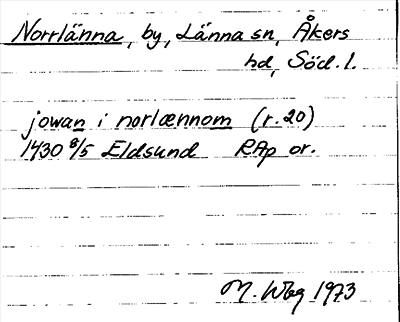 Norrlänna, by, Länna sn, Åkers
hd, Söd. l.
jowan i norlænnom (r. 20)
1430 8/5 Eldsund RAp or.
M. Wbg 1973